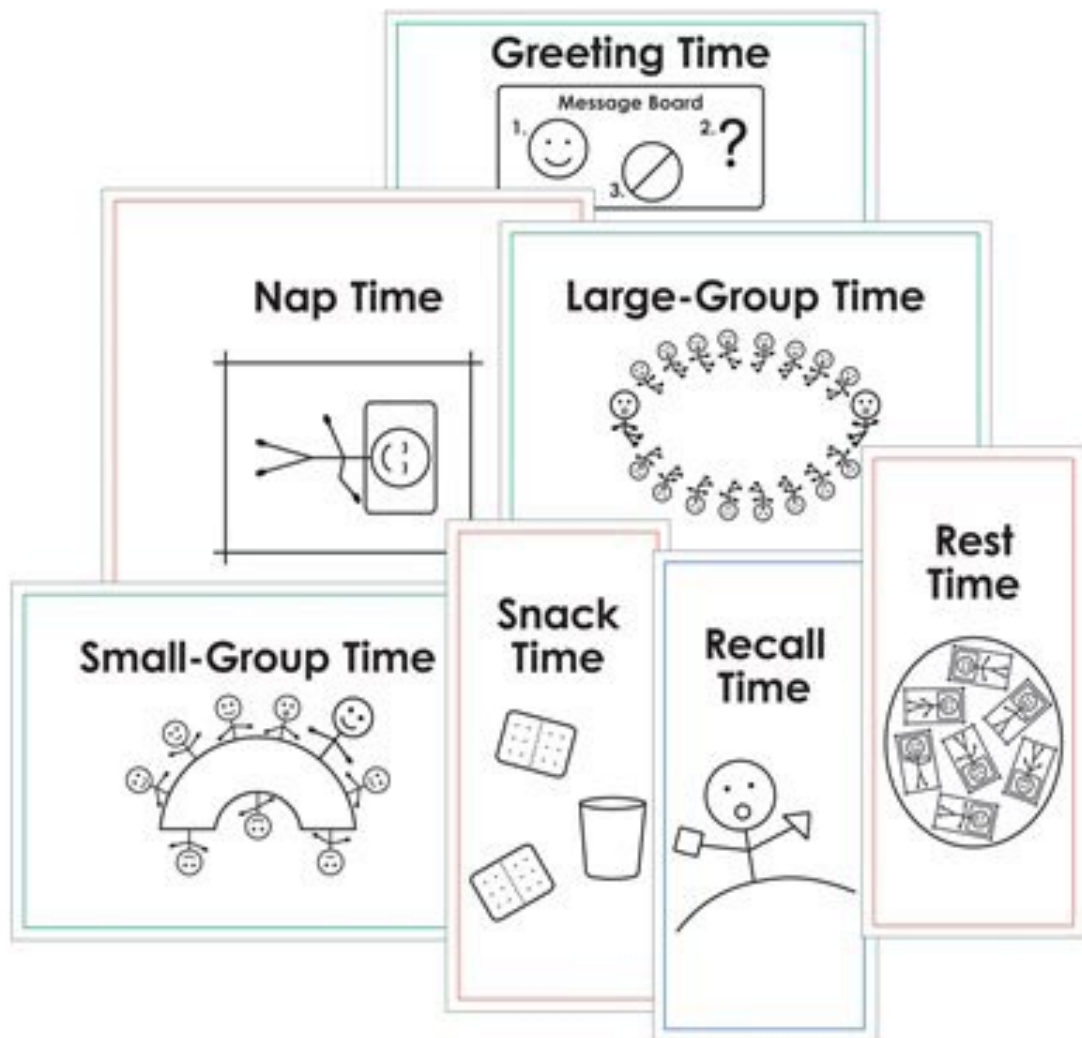 Greeting Time
Message Board
1.
2. ?
3.
Nap Time
Large-Group Time
Rest
Time
Snack
Time
Recall
Time
Small-Group Time